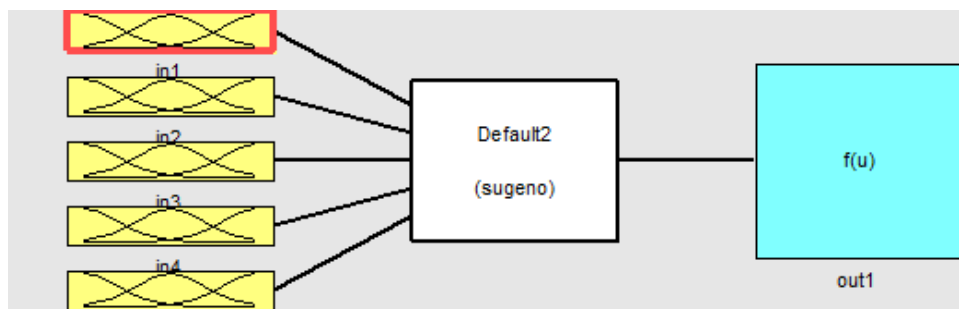 in1
in2
in3
in4
Default2
(sugeno)
f(u)
out1